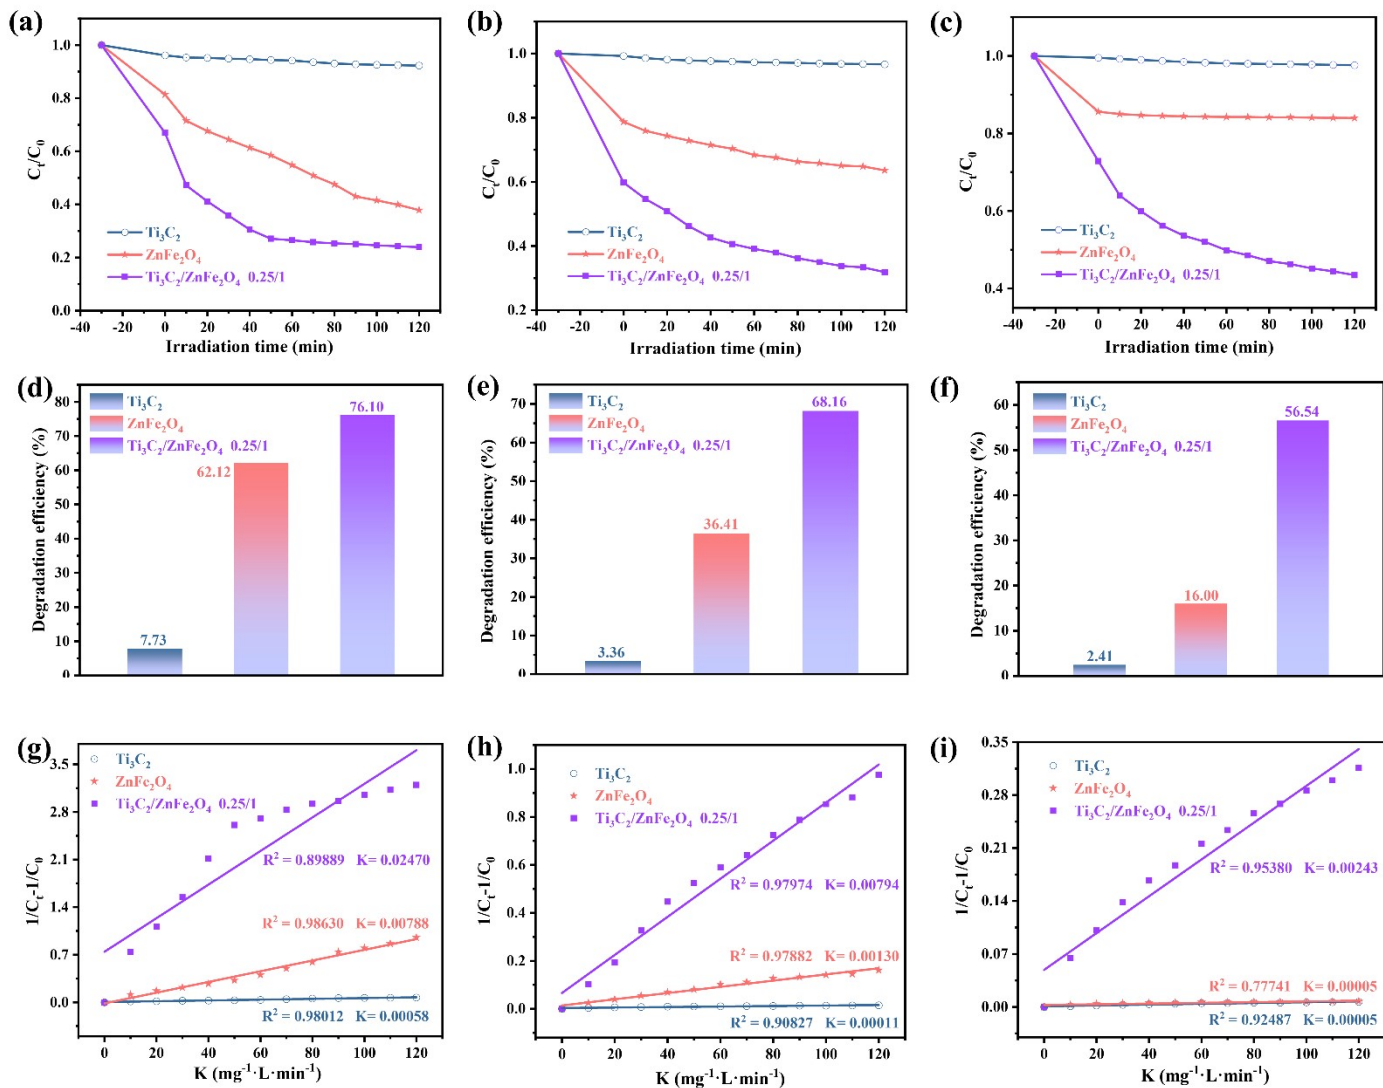 (a)
1.0
0.8
0.6
0.4
0.2
0.0
Cₜ/C₀
Ti₃C₂
ZnFe₂O₄
Ti₃C₂/ZnFe₂O₄ 0.25/1
-40 -20 0 20 40 60 80 100 120
Irradiation time (min)
(b)
1.0
0.8
0.6
0.4
0.2
Cₜ/C₀
Ti₃C₂
ZnFe₂O₄
Ti₃C₂/ZnFe₂O₄ 0.25/1
-40 -20 0 20 40 60 80 100 120
Irradiation time (min)
(c)
1.0
0.8
0.6
0.4
Cₜ/C₀
Ti₃C₂
ZnFe₂O₄
Ti₃C₂/ZnFe₂O₄ 0.25/1
-40 -20 0 20 40 60 80 100 120
Irradiation time (min)
(d)
80
70
60
50
40
30
20
10
0
Degradation efficiency (%)
Ti₃C₂
ZnFe₂O₄
Ti₃C₂/ZnFe₂O₄ 0.25/1
7.73
62.12
76.10
(e)
70
60
50
40
30
20
10
0
Degradation efficiency (%)
Ti₃C₂
ZnFe₂O₄
Ti₃C₂/ZnFe₂O₄ 0.25/1
3.36
36.41
68.16
(f)
60
50
40
30
20
10
0
Degradation efficiency (%)
Ti₃C₂
ZnFe₂O₄
Ti₃C₂/ZnFe₂O₄ 0.25/1
2.41
16.00
56.54
(g)
3.5
2.8
2.1
1.4
0.7
0.0
1/Cₜ-1/C₀
Ti₃C₂
ZnFe₂O₄
Ti₃C₂/ZnFe₂O₄ 0.25/1
R² = 0.89889 K= 0.02470
R² = 0.98630 K= 0.00788
R² = 0.98012 K= 0.00058
0 20 40 60 80 100 120
K (mg⁻¹·L·min⁻¹)
(h)
1.0
0.8
0.6
0.4
0.2
0.0
1/Cₜ-1/C₀
Ti₃C₂
ZnFe₂O₄
Ti₃C₂/ZnFe₂O₄ 0.25/1
R² = 0.97974 K= 0.00794
R² = 0.97882 K= 0.00130
R² = 0.90827 K= 0.00011
0 20 40 60 80 100 120
K (mg⁻¹·L·min⁻¹)
(i)
0.35
0.28
0.21
0.14
0.07
0.00
1/Cₜ-1/C₀
Ti₃C₂
ZnFe₂O₄
Ti₃C₂/ZnFe₂O₄ 0.25/1
R² = 0.95380 K= 0.00243
R² = 0.77741 K= 0.00005
R² = 0.92487 K= 0.00005
0 20 40 60 80 100 120
K (mg⁻¹·L·min⁻¹)